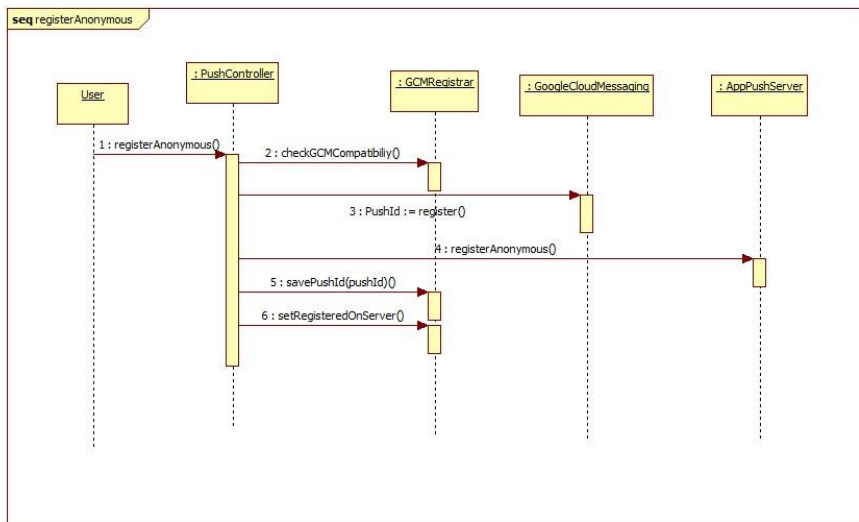 seq registerAnonymous
: PushController
: GCMRegistrar
: GoogleCloudMessaging
: AppPushServer
User
1 : registerAnonymous()
2 : checkGCMCompatibiliy()
3 : PushId := register()
4 : registerAnonymous()
5 : savePushId(pushId)()
6 : setRegisteredOnServer()